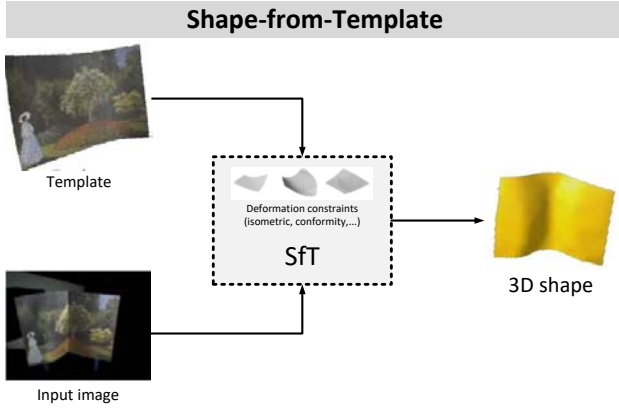 Shape-from-Template
Template
Deformation constraints
(isometric, conformity,...)
SfT
3D shape
Input image